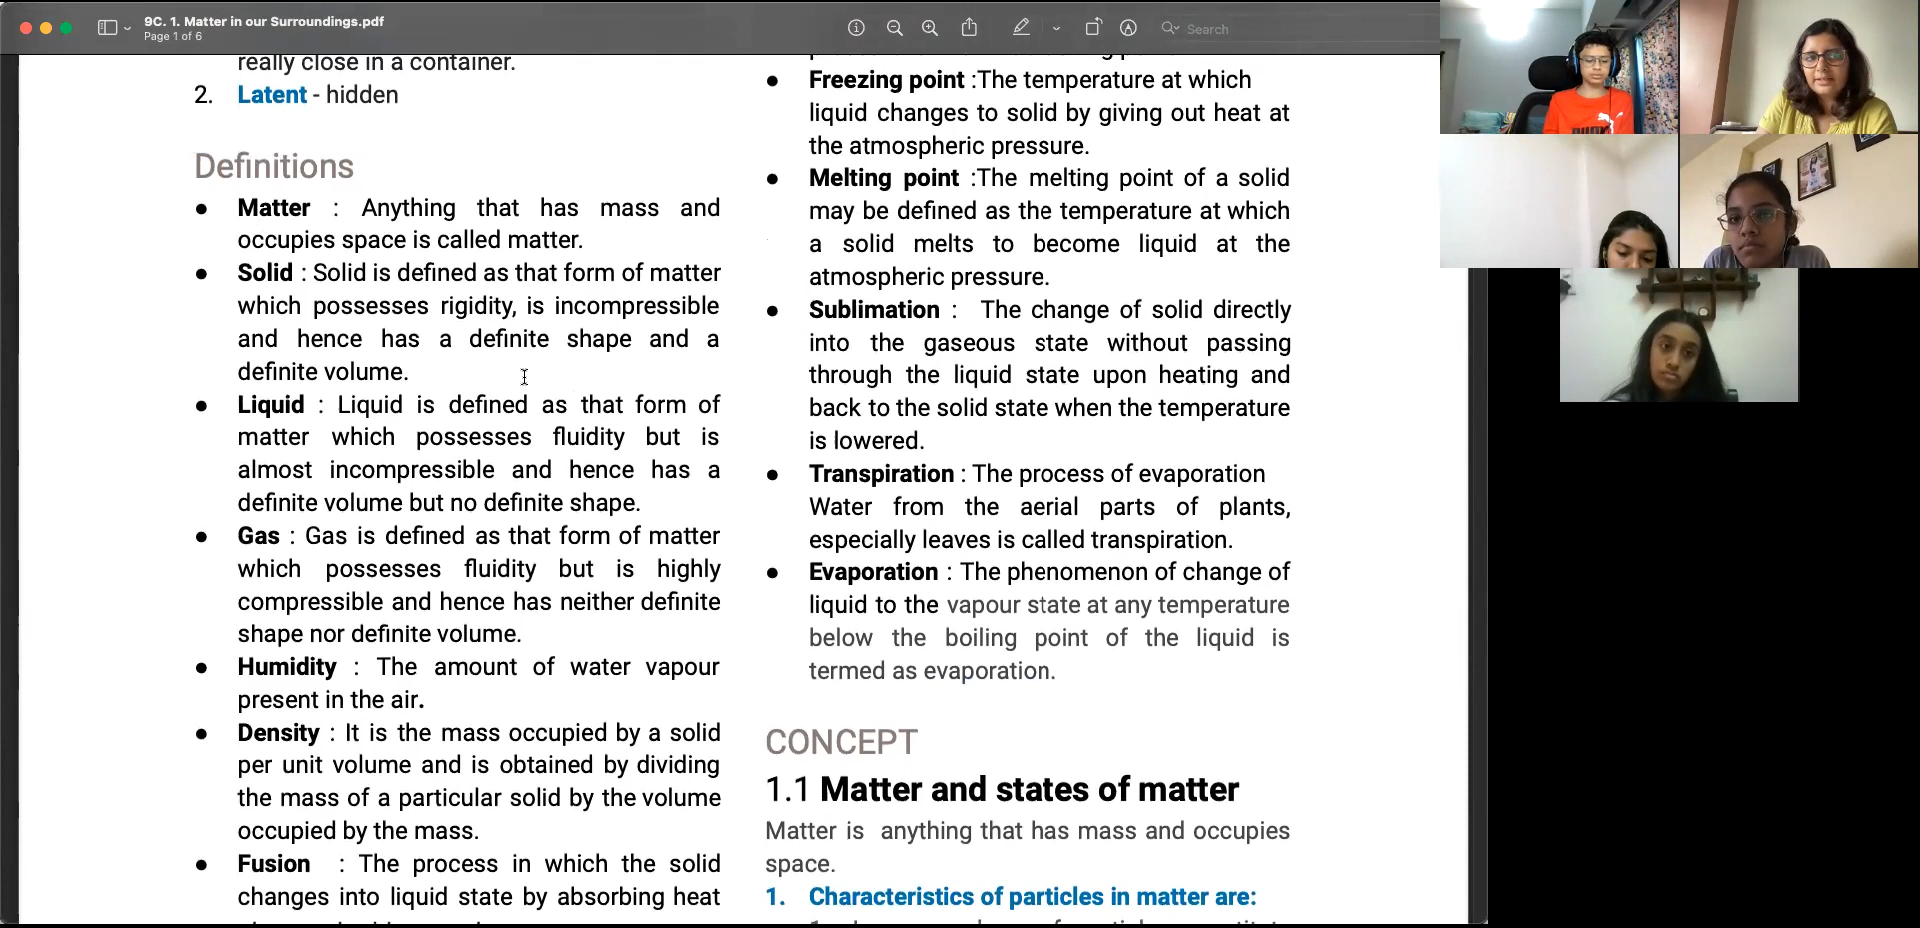 9C. 1. Matter in our Surroundings.pdf
Page 1 of 6
Search
really close in a container.
2. Latent - hidden
Definitions
● Matter : Anything that has mass and
occupies space is called matter.
● Solid : Solid is defined as that form of matter
which possesses rigidity, is incompressible
and hence has a definite shape and a
definite volume.
● Liquid : Liquid is defined as that form of
matter which possesses fluidity but is
almost incompressible and hence has a
definite volume but no definite shape.
● Gas : Gas is defined as that form of matter
which possesses fluidity but is highly
compressible and hence has neither definite
shape nor definite volume.
● Humidity : The amount of water vapour
present in the air.
● Density : It is the mass occupied by a solid
per unit volume and is obtained by dividing
the mass of a particular solid by the volume
occupied by the mass.
● Fusion : The process in which the solid
changes into liquid state by absorbing heat
● Freezing point :The temperature at which
liquid changes to solid by giving out heat at
the atmospheric pressure.
● Melting point :The melting point of a solid
may be defined as the temperature at which
a solid melts to become liquid at the
atmospheric pressure.
● Sublimation : The change of solid directly
into the gaseous state without passing
through the liquid state upon heating and
back to the solid state when the temperature
is lowered.
● Transpiration : The process of evaporation
Water from the aerial parts of plants,
especially leaves is called transpiration.
● Evaporation : The phenomenon of change of
liquid to the vapour state at any temperature
below the boiling point of the liquid is
termed as evaporation.
CONCEPT
1.1 Matter and states of matter
Matter is anything that has mass and occupies
space.
1. Characteristics of particles in matter are: